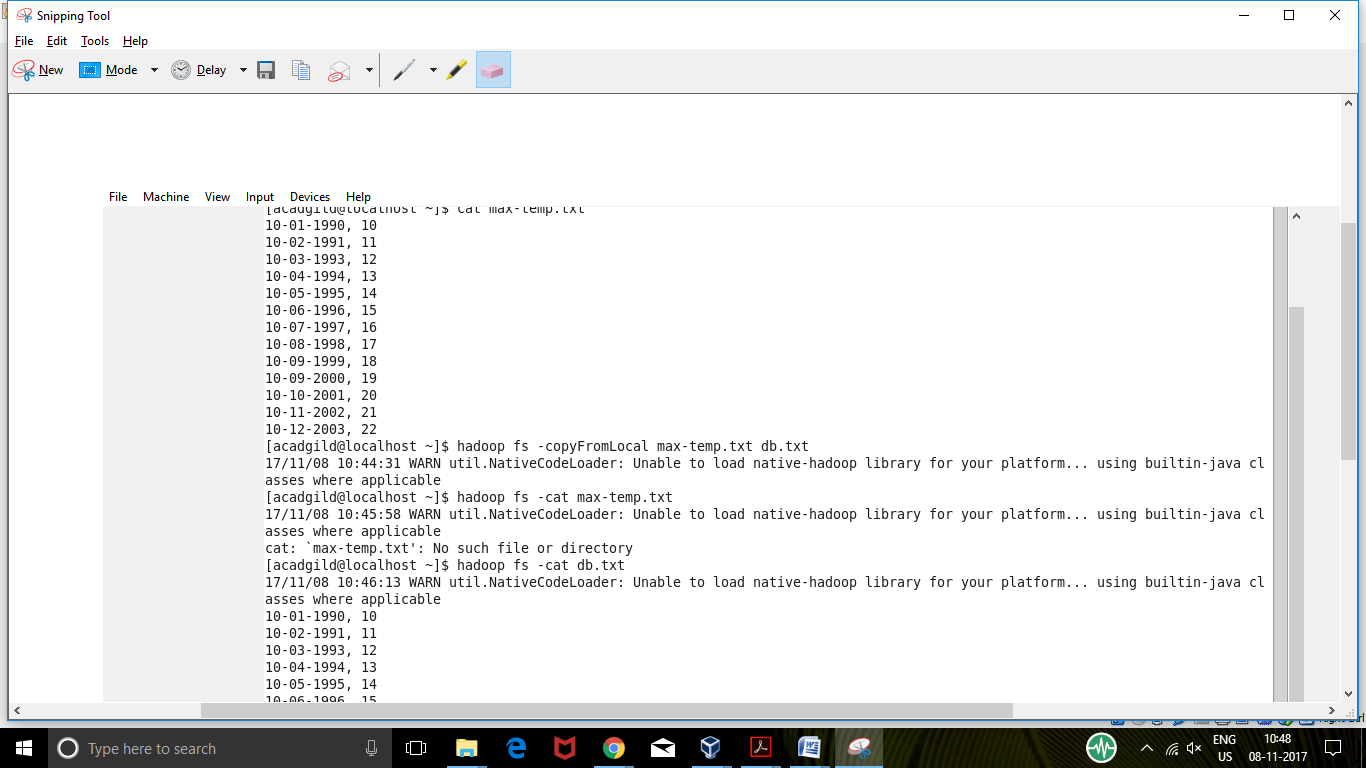 Snipping Tool
File Edit Tools Help
New Mode Delay
File Machine View Input Devices Help
[acadgild@localhost ~]$ cat max-temp.txt
10-01-1990, 10
10-02-1991, 11
10-03-1993, 12
10-04-1994, 13
10-05-1995, 14
10-06-1996, 15
10-07-1997, 16
10-08-1998, 17
10-09-1999, 18
10-09-2000, 19
10-10-2001, 20
10-11-2002, 21
10-12-2003, 22
[acadgild@localhost ~]$ hadoop fs -copyFromLocal max-temp.txt db.txt
17/11/08 10:44:31 WARN util.NativeCodeLoader: Unable to load native-hadoop library for your platform... using builtin-java cl
asses where applicable
[acadgild@localhost ~]$ hadoop fs -cat max-temp.txt
17/11/08 10:45:58 WARN util.NativeCodeLoader: Unable to load native-hadoop library for your platform... using builtin-java cl
asses where applicable
cat: `max-temp.txt': No such file or directory
[acadgild@localhost ~]$ hadoop fs -cat db.txt
17/11/08 10:46:13 WARN util.NativeCodeLoader: Unable to load native-hadoop library for your platform... using builtin-java cl
asses where applicable
10-01-1990, 10
10-02-1991, 11
10-03-1993, 12
10-04-1994, 13
10-05-1995, 14
10-06-1996, 15
Type here to search
ENG
US
10:48
08-11-2017